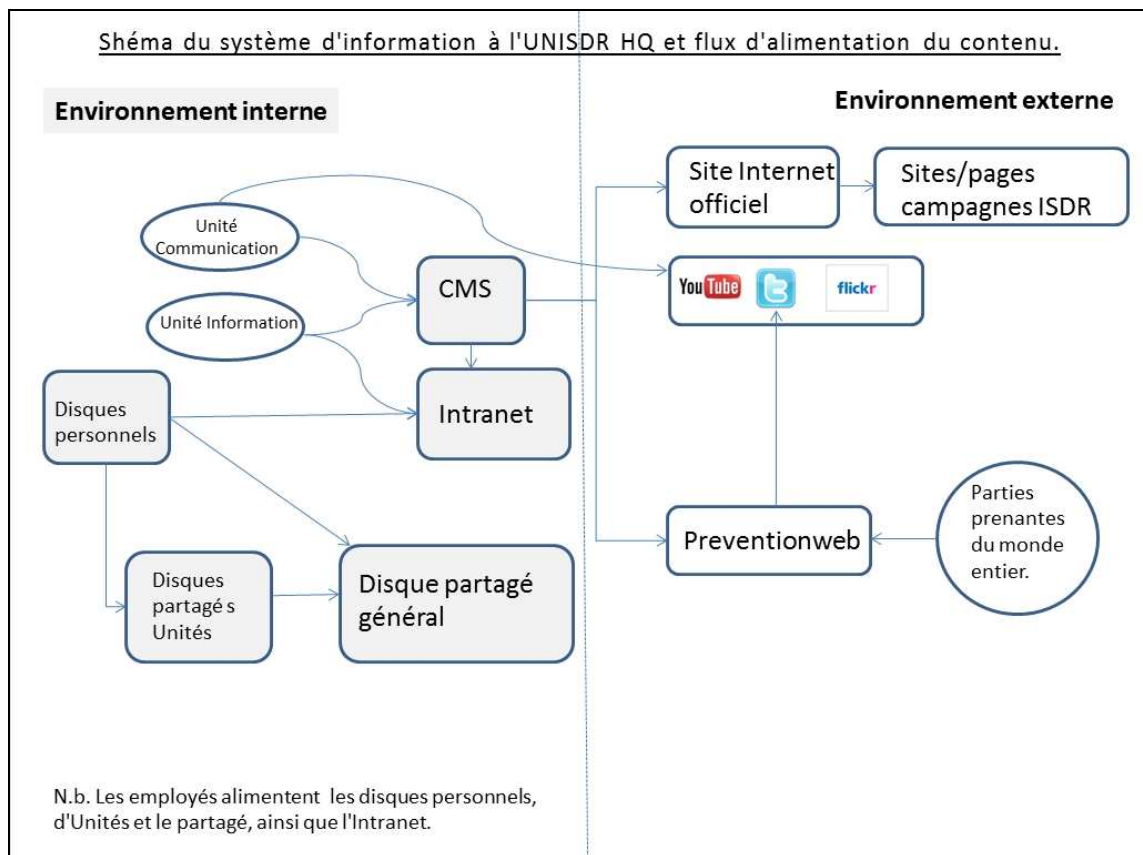 Shéma du système d'information à l'UNISDR HQ et flux d'alimentation du contenu.
Environnement interne
Environnement externe
Unité
Communication
Unité Information
CMS
Intranet
Disques
personnels
Disques
partagé s
Unités
Disque partagé
général
Site Internet
officiel
Sites/pages
campagnes ISDR
YouTube
flickr
Preventionweb
Parties
prenantes
du monde
entier.
N.b. Les employés alimentent les disques personnels,
d'Unités et le partagé, ainsi que l'Intranet.